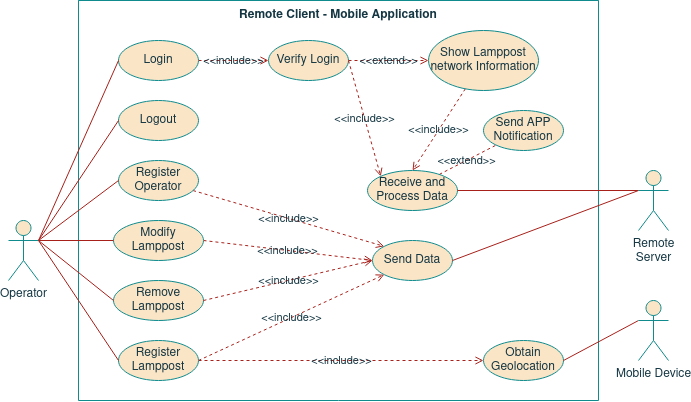 Remote Client - Mobile Application
Login
<<include>>
Verify Login
<<extend>>
Show Lamppost
network Information
Logout
<<include>>
<<include>>
Send APP
Notification
<<extend>>
Register
Operator
Receive and
Process Data
<<include>>
Modify
Lamppost
<<include>>
Send Data
Remote
Server
Operator
Remove
Lamppost
<<include>>
<<include>>
Register
Lamppost
<<include>>
Obtain
Geolocation
Mobile Device